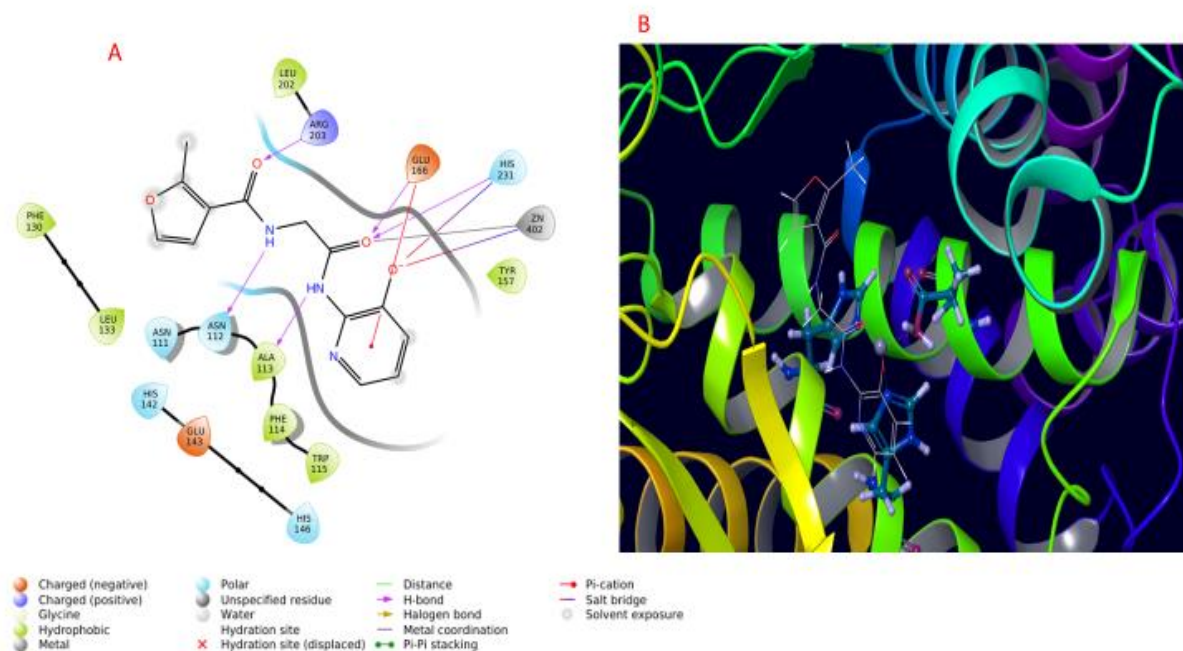 A
B
LEU
202
ARG
203
O
GLU
166
HIS
231
O
N
H
O
ZN
402
PHE
130
O
TYR
157
HN
LEU
133
ASN
111
ASN
112
ALA
113
N
HIS
142
GLU
143
PHE
114
TRP
115
HIS
146
Charged (negative)
Charged (positive)
Glycine
Hydrophobic
Metal
Polar
Unspecified residue
Water
Hydration site
Hydration site (displaced)
Distance
H-bond
Halogen bond
Metal coordination
Pi-Pi stacking
Pi-cation
Salt bridge
Solvent exposure